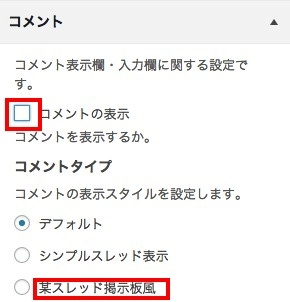 コメント
コメント表示欄・入力欄に関する設定で
す。
コメントの表示
コメントを表示するか。
コメントタイプ
コメントの表示スタイルを設定します。
デフォルト
シンプルスレッド表示
某スレッド掲示板風